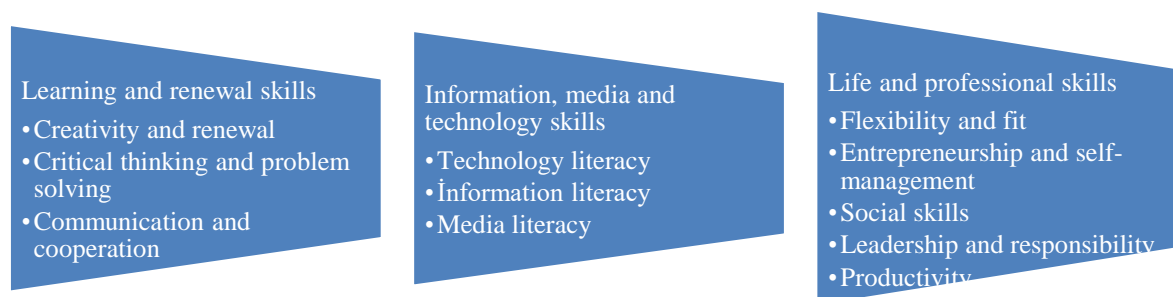 Learning and renewal skills
•Creativity and renewal
•Critical thinking and problem
solving
•Communication and
cooperation
Information, media and
technology skills
•Technology literacy
•İnformation literacy
•Media literacy
Life and professional skills
•Flexibility and fit
•Entrepreneurship and self-
management
•Social skills
•Leadership and responsibility
•Productivity